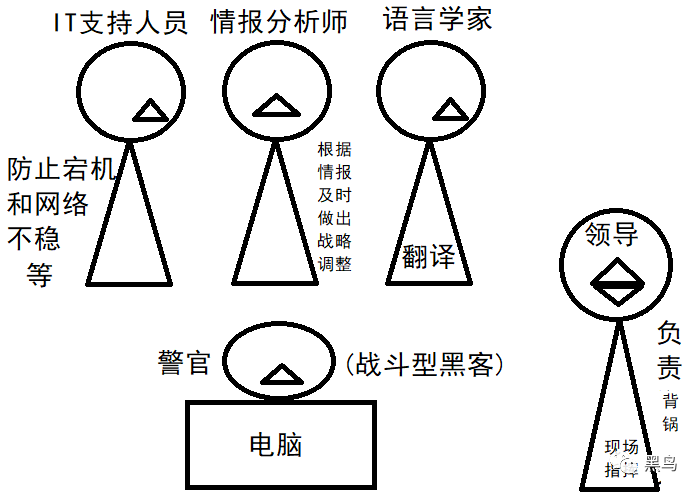 IT支持人员
情报分析师
语言学家
防止宕机
和网络
不稳
等
根据
情报
及时
做出
战略
调整
翻译
领导
负
责
背
锅
现场
指挥
警官
(战斗型黑客)
电脑
黑鸟